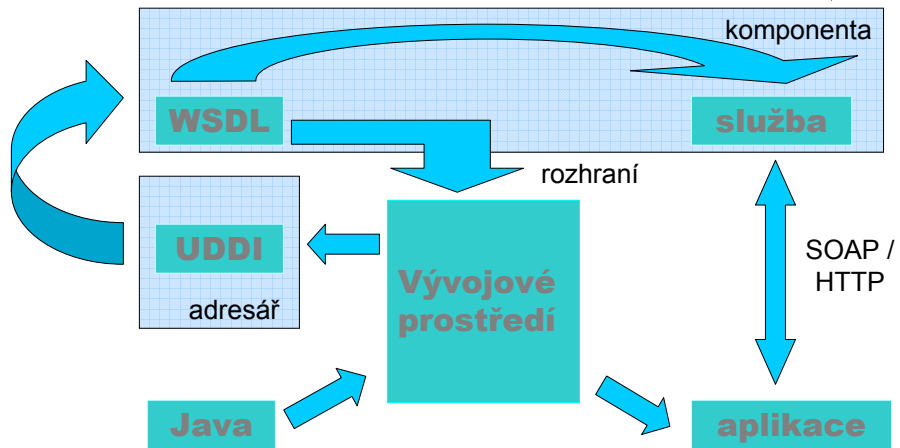 komponenta
WSDL
služba
rozhraní
UDDI
adresář
Vývojové
prostředí
SOAP /
HTTP
Java
aplikace